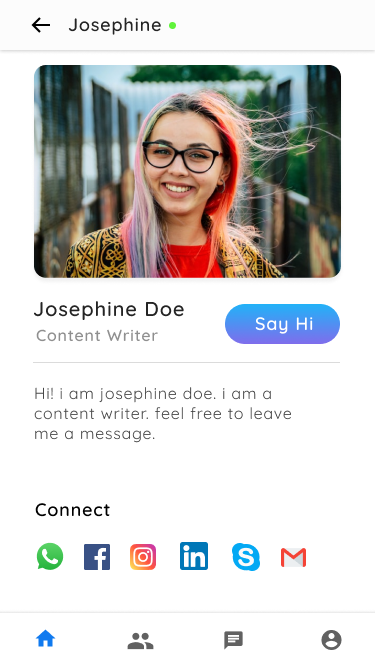 Josephine
Josephine Doe
Say Hi
Content Writer
Hi! i am josephine doe. i am a
content writer. feel free to leave
me a message.
Connect